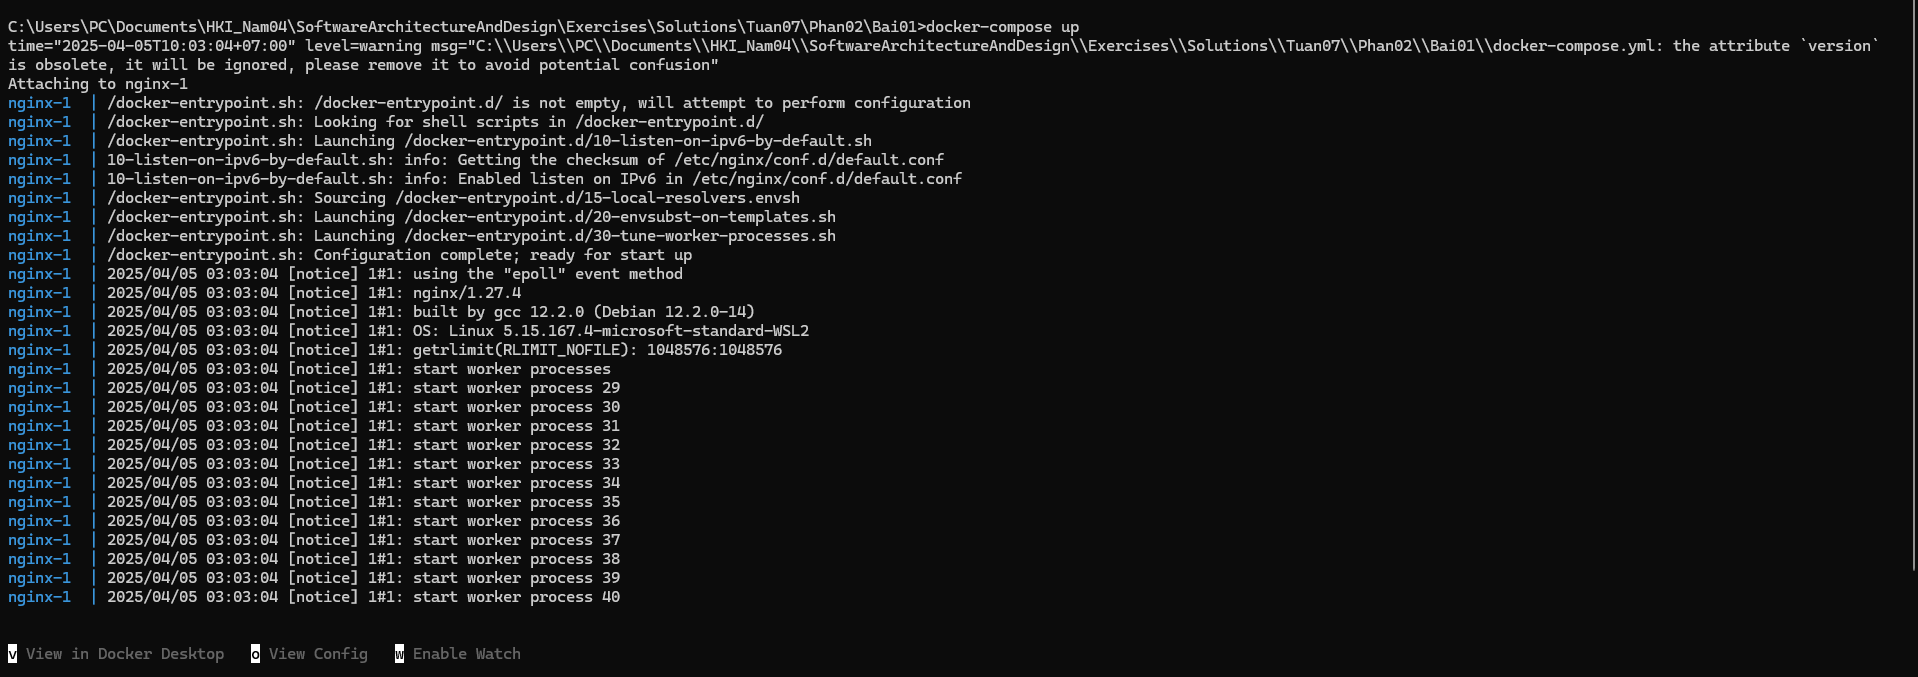 C:\Users\PC\Documents\HKI_Nam04\SoftwareArchitectureAndDesign\Exercises\Solutions\Tuan07\Phan02\Bai01>docker-compose up
time="2025-04-05T10:03:04+07:00" level=warning msg="C:\\Users\\PC\\Documents\\HKI_Nam04\\SoftwareArchitectureAndDesign\\Exercises\\Solutions\\Tuan07\\Phan02\\Bai01\\docker-compose.yml: the attribute `version`
is obsolete, it will be ignored, please remove it to avoid potential confusion"
Attaching to nginx-1
nginx-1  | /docker-entrypoint.sh: /docker-entrypoint.d/ is not empty, will attempt to perform configuration
nginx-1  | /docker-entrypoint.sh: Looking for shell scripts in /docker-entrypoint.d/
nginx-1  | /docker-entrypoint.sh: Launching /docker-entrypoint.d/10-listen-on-ipv6-by-default.sh
nginx-1  | 10-listen-on-ipv6-by-default.sh: info: Getting the checksum of /etc/nginx/conf.d/default.conf
nginx-1  | 10-listen-on-ipv6-by-default.sh: info: Enabled listen on IPv6 in /etc/nginx/conf.d/default.conf
nginx-1  | /docker-entrypoint.sh: Sourcing /docker-entrypoint.d/15-local-resolvers.envsh
nginx-1  | /docker-entrypoint.sh: Launching /docker-entrypoint.d/20-envsubst-on-templates.sh
nginx-1  | /docker-entrypoint.sh: Launching /docker-entrypoint.d/30-tune-worker-processes.sh
nginx-1  | /docker-entrypoint.sh: Configuration complete; ready for start up
nginx-1  | 2025/04/05 03:03:04 [notice] 1#1: using the "epoll" event method
nginx-1  | 2025/04/05 03:03:04 [notice] 1#1: nginx/1.27.4
nginx-1  | 2025/04/05 03:03:04 [notice] 1#1: built by gcc 12.2.0 (Debian 12.2.0-14)
nginx-1  | 2025/04/05 03:03:04 [notice] 1#1: OS: Linux 5.15.167.4-microsoft-standard-WSL2
nginx-1  | 2025/04/05 03:03:04 [notice] 1#1: getrlimit(RLIMIT_NOFILE): 1048576:1048576
nginx-1  | 2025/04/05 03:03:04 [notice] 1#1: start worker processes
nginx-1  | 2025/04/05 03:03:04 [notice] 1#1: start worker process 29
nginx-1  | 2025/04/05 03:03:04 [notice] 1#1: start worker process 30
nginx-1  | 2025/04/05 03:03:04 [notice] 1#1: start worker process 31
nginx-1  | 2025/04/05 03:03:04 [notice] 1#1: start worker process 32
nginx-1  | 2025/04/05 03:03:04 [notice] 1#1: start worker process 33
nginx-1  | 2025/04/05 03:03:04 [notice] 1#1: start worker process 34
nginx-1  | 2025/04/05 03:03:04 [notice] 1#1: start worker process 35
nginx-1  | 2025/04/05 03:03:04 [notice] 1#1: start worker process 36
nginx-1  | 2025/04/05 03:03:04 [notice] 1#1: start worker process 37
nginx-1  | 2025/04/05 03:03:04 [notice] 1#1: start worker process 38
nginx-1  | 2025/04/05 03:03:04 [notice] 1#1: start worker process 39
nginx-1  | 2025/04/05 03:03:04 [notice] 1#1: start worker process 40
v View in Docker Desktop   o View Config   w Enable Watch